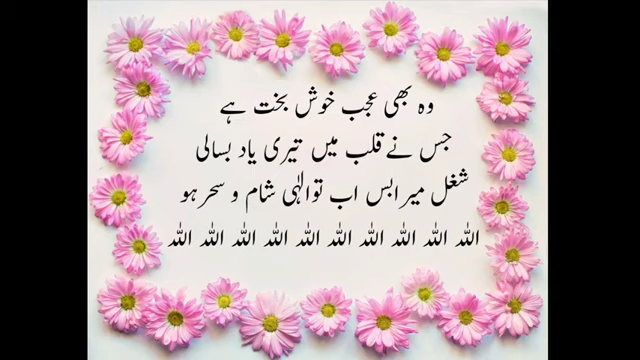 وہ بھی عجب خوش بخت ہے
جس نے قلب میں تیری یاد بسالی
شغل میرا بس اب تو الٰہی شام و سحر ہو
اللہ اللہ اللہ اللہ اللہ اللہ اللہ اللہ اللہ اللہ